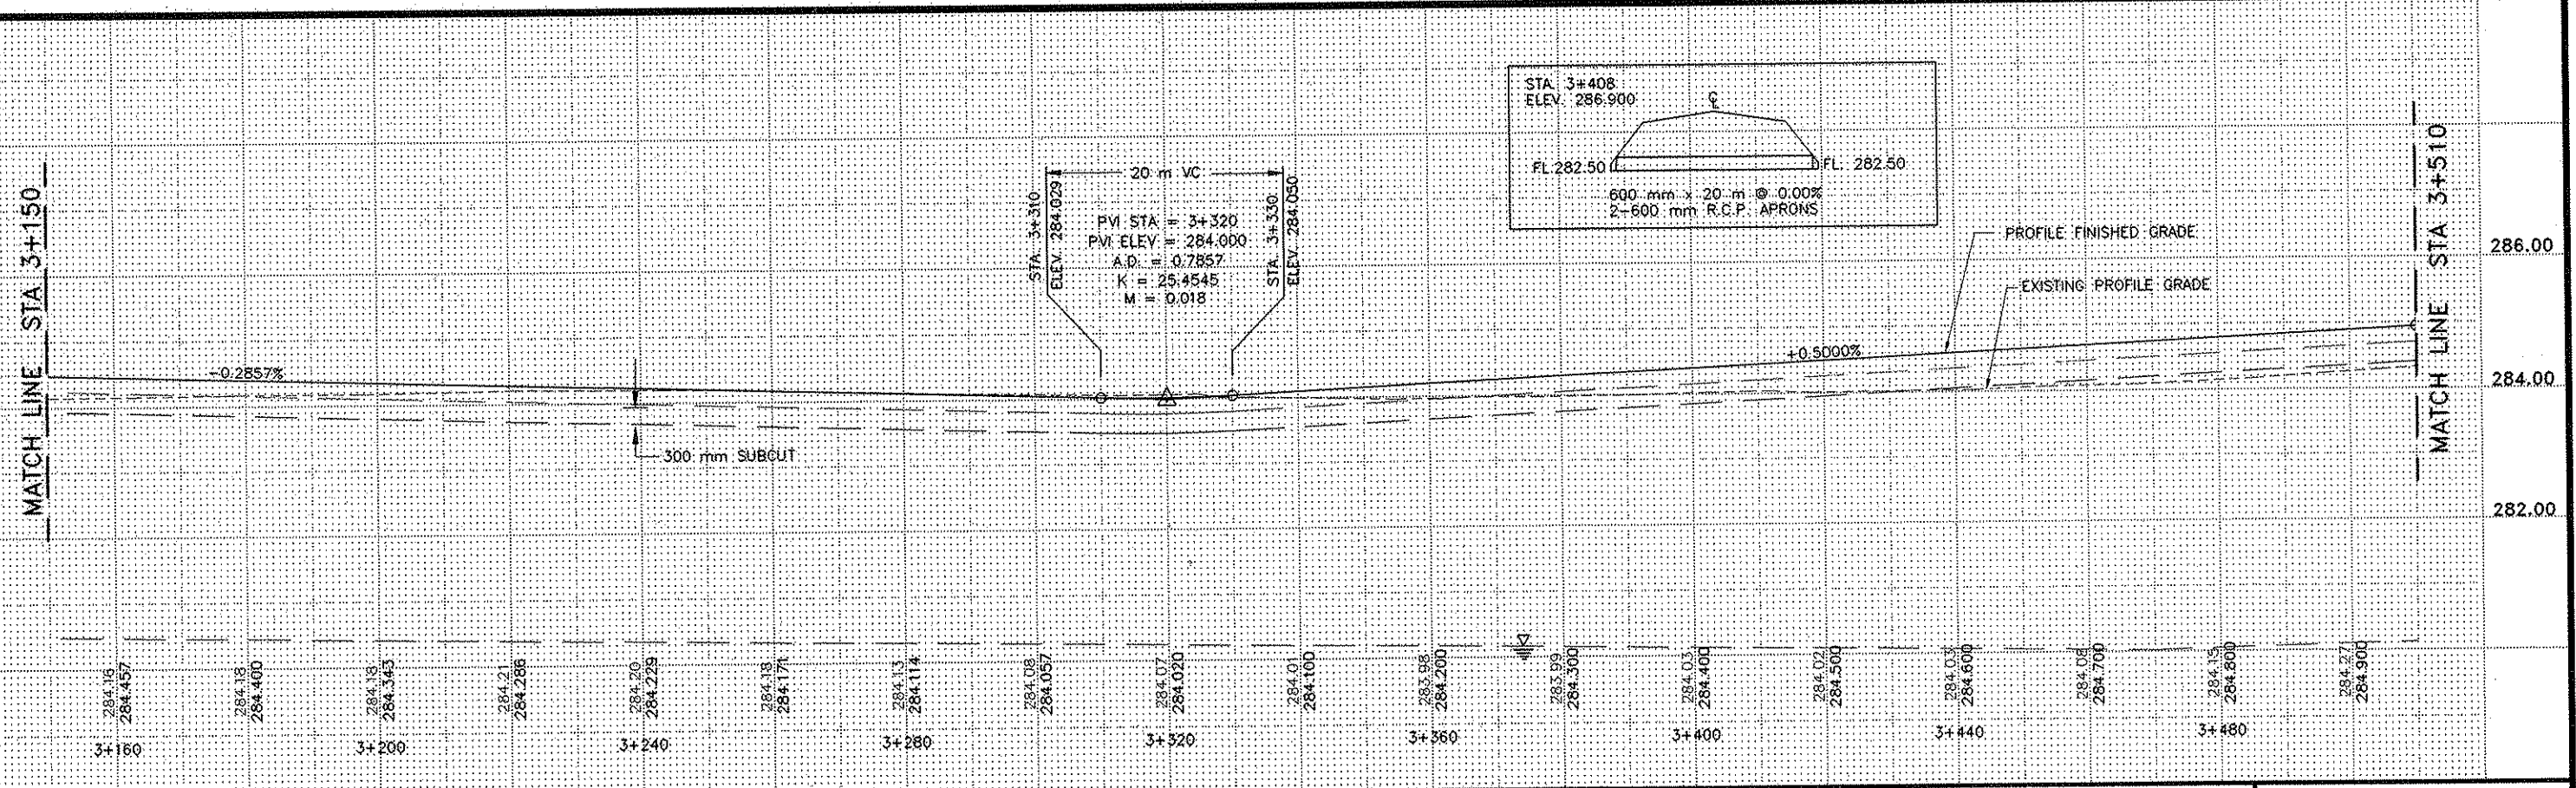 STA. 3+408
ELEV. 286.900
℄
FL.282.50
FL. 282.50
600 mm x 20 m @ 0.00%
2-600 mm R.C.P. APRONS
MATCH LINE STA 3+150
20 m VC
STA. 3+310
ELEV. 284.029
PVI STA = 3+320
PVI ELEV = 284.000
A.D. = 0.7857
K = 25.4545
M = 0.018
STA. 3+330
ELEV. 284.050
PROFILE FINISHED GRADE
EXISTING PROFILE GRADE
MATCH LINE STA 3+510
286.00
284.00
282.00
-0.2857%
+0.5000%
300 mm SUBCUT
284.16
284.457
284.18
284.400
284.18
284.343
284.21
284.286
284.20
284.229
284.18
284.171
284.13
284.114
284.08
284.057
284.07
284.020
284.01
284.100
283.98
284.200
283.99
284.300
284.03
284.400
284.02
284.500
284.03
284.600
284.08
284.700
284.15
284.800
284.27
284.900
3+160
3+200
3+240
3+280
3+320
3+360
3+400
3+440
3+480